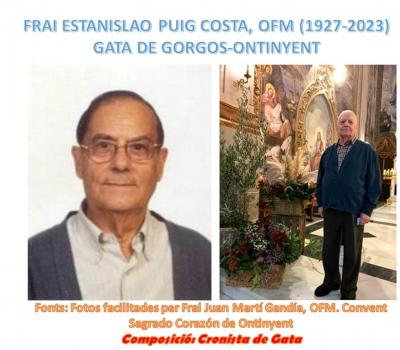 FRAI ESTANISLAO PUIG COSTA, OFM (1927-2023)
GATA DE GORGOS-ONTINYENT
Fonts: Fotos facilitades per Frai Juan Martí Gandía, OFM. Convent
Sagrado Corazón de Ontinyent
Composició: Cronista de Gata